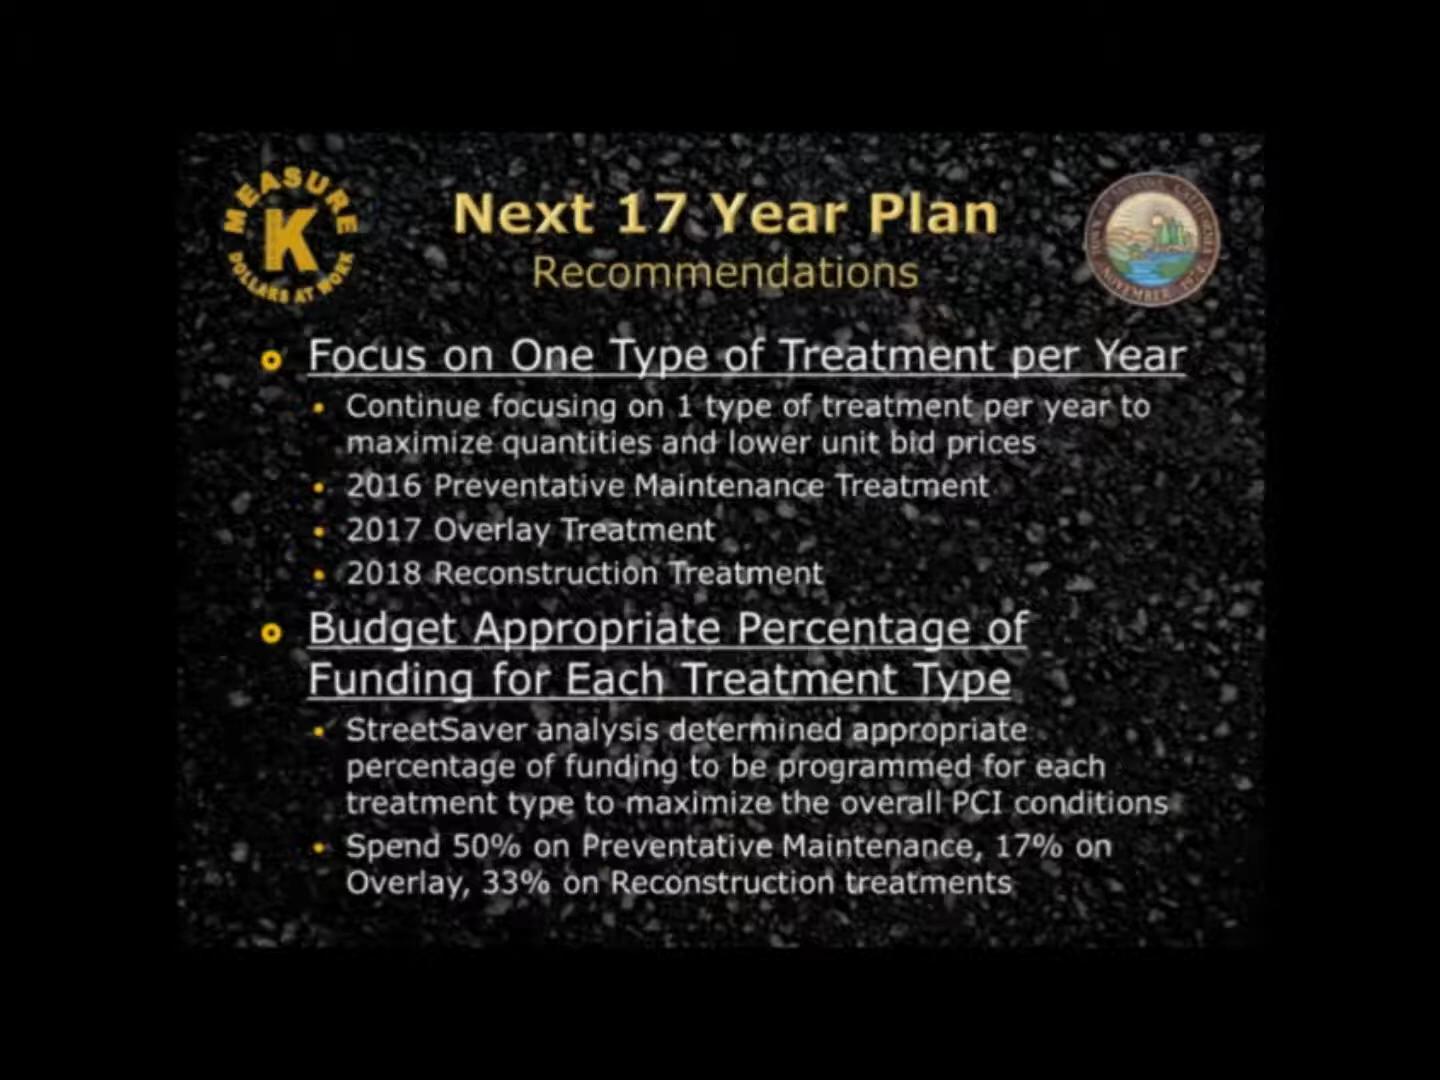 MEASURE
K
DOLLARS AT WORK
Next 17 Year Plan
Recommendations
Focus on One Type of Treatment per Year
Continue focusing on 1 type of treatment per year to
maximize quantities and lower unit bid prices
2016 Preventative Maintenance Treatment
2017 Overlay Treatment
2018 Reconstruction Treatment
Budget Appropriate Percentage of
Funding for Each Treatment Type
StreetSaver analysis determined appropriate
percentage of funding to be programmed for each
treatment type to maximize the overall PCI conditions
Spend 50% on Preventative Maintenance, 17% on
Overlay, 33% on Reconstruction treatments